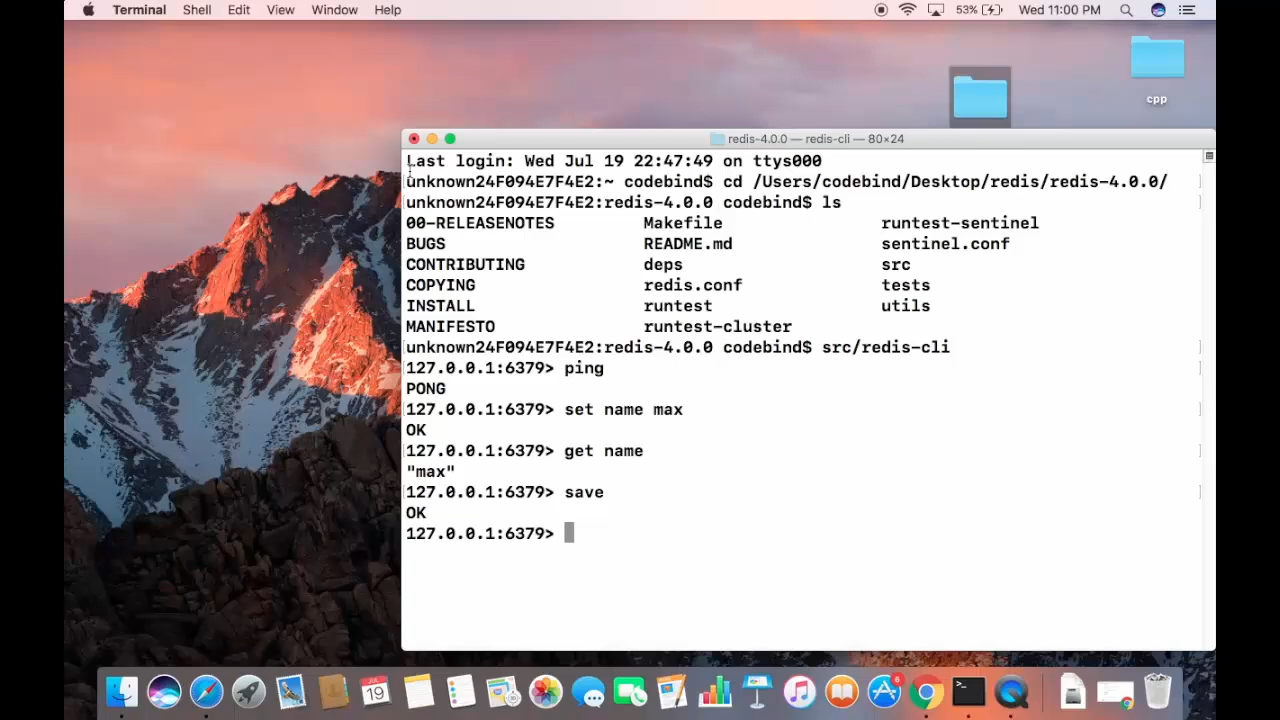 Terminal Shell Edit View Window Help 53% Wed 11:00 PM
cpp
redis-4.0.0 — redis-cli — 80×24
Last login: Wed Jul 19 22:47:49 on ttys000
unknown24F094E7F4E2:~ codebind$ cd /Users/codebind/Desktop/redis/redis-4.0.0/
unknown24F094E7F4E2:redis-4.0.0 codebind$ ls
00-RELEASENOTES Makefile runtest-sentinel
BUGS README.md sentinel.conf
CONTRIBUTING deps src
COPYING redis.conf tests
INSTALL runtest utils
MANIFESTO runtest-cluster
unknown24F094E7F4E2:redis-4.0.0 codebind$ src/redis-cli
127.0.0.1:6379> ping
PONG
127.0.0.1:6379> set name max
OK
127.0.0.1:6379> get name
"max"
127.0.0.1:6379> save
OK
127.0.0.1:6379>
JUL
19
6